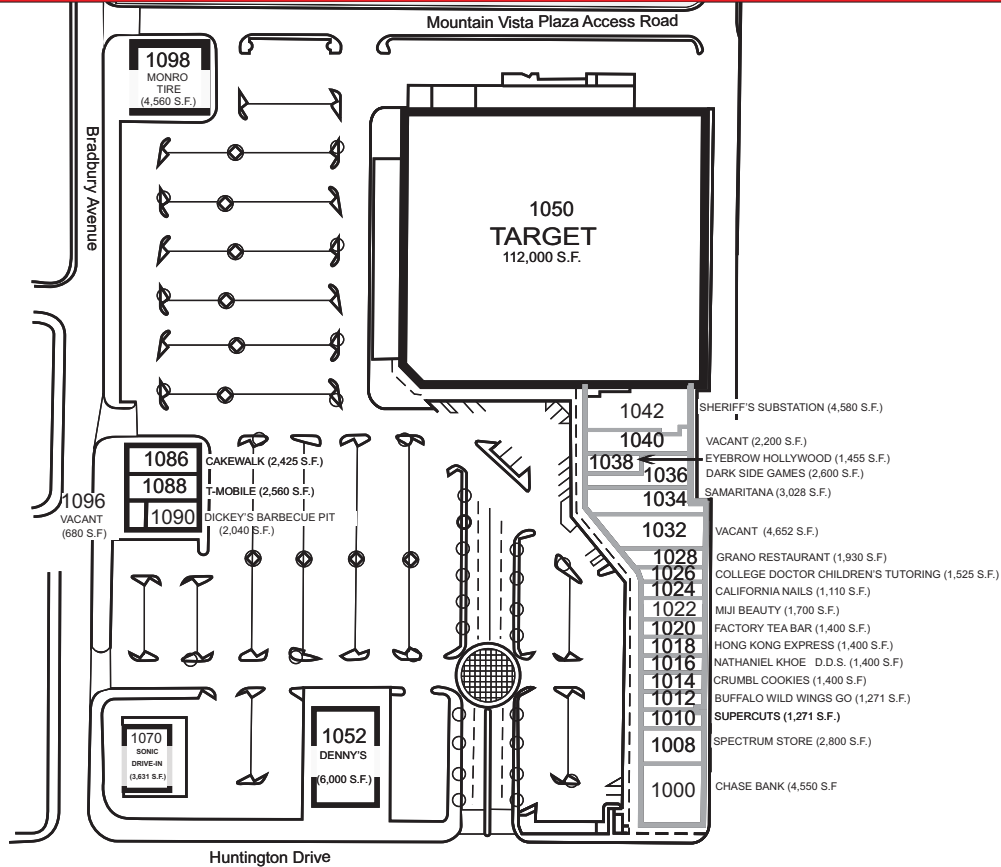 Mountain Vista Plaza Access Road
1098
MONRO
TIRE
(4,560 S.F.)
Bradbury Avenue
1050
TARGET
112,000 S.F.
1042
SHERIFF'S SUBSTATION (4,580 S.F.)
1040
VACANT (2,200 S.F.)
1038
EYEBROW HOLLYWOOD (1,455 S.F.)
1036
DARK SIDE GAMES (2,600 S.F.)
1034
SAMARITANA (3,028 S.F.)
1032
VACANT (4,652 S.F.)
1028
GRANO RESTAURANT (1,930 S.F.)
1026
COLLEGE DOCTOR CHILDREN'S TUTORING (1,525 S.F.)
1024
CALIFORNIA NAILS (1,110 S.F.)
1022
MIJI BEAUTY (1,700 S.F.)
1020
FACTORY TEA BAR (1,400 S.F.)
1018
HONG KONG EXPRESS (1,400 S.F.)
1016
NATHANIEL KHOE D.D.S. (1,400 S.F.)
1014
CRUMBL COOKIES (1,400 S.F.)
1012
BUFFALO WILD WINGS GO (1,271 S.F.)
1010
SUPERCUTS (1,271 S.F.)
1008
SPECTRUM STORE (2,800 S.F.)
1000
CHASE BANK (4,550 S.F
1086
CAKEWALK (2,425 S.F.)
1088
T-MOBILE (2,560 S.F.)
1090
DICKEY'S BARBECUE PIT
(2,040 S.F.)
1096
VACANT
(680 S.F)
1070
SONIC
DRIVE-IN
(3,631 S.F.)
1052
DENNY'S
(6,000 S.F.)
Huntington Drive